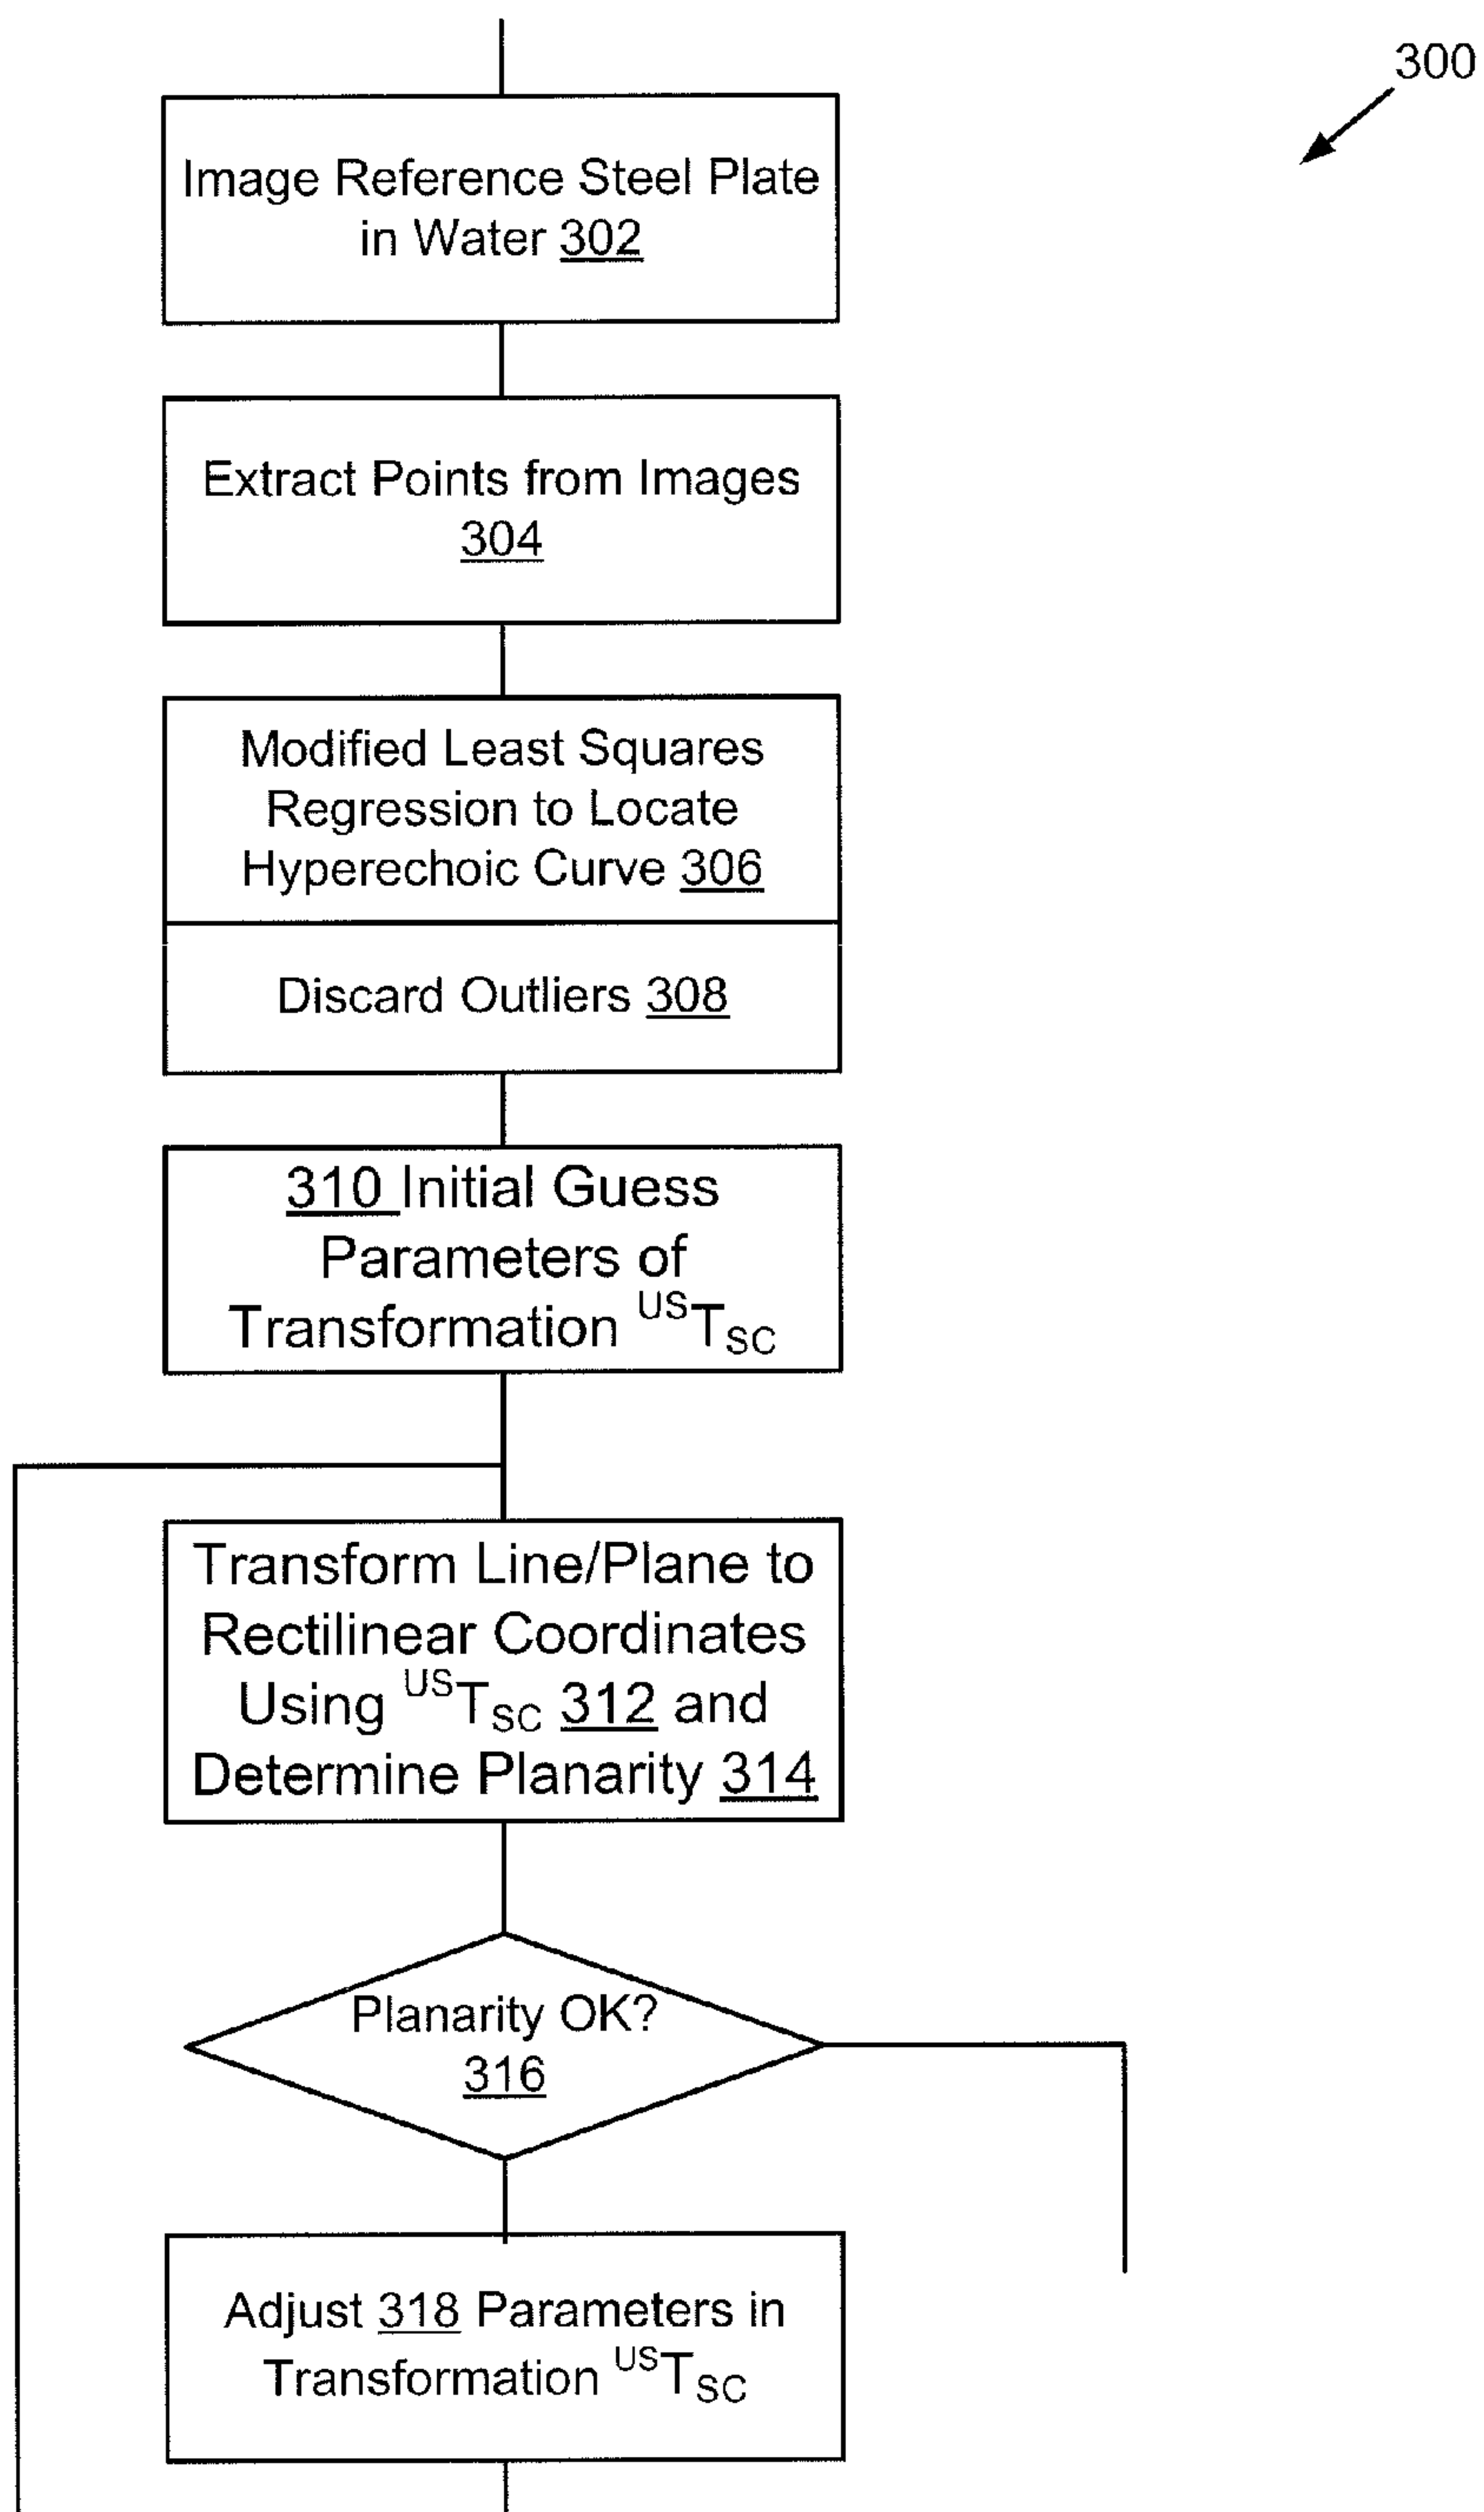 300
Image Reference Steel Plate
in Water 302
Extract Points from Images
304
Modified Least Squares
Regression to Locate
Hyperechoic Curve 306
Discard Outliers 308
310 Initial Guess
Parameters of
Transformation USTSC
Transform Line/Plane to
Rectilinear Coordinates
Using USTSC 312 and
Determine Planarity 314
Planarity OK?
316
Adjust 318 Parameters in
Transformation USTSC